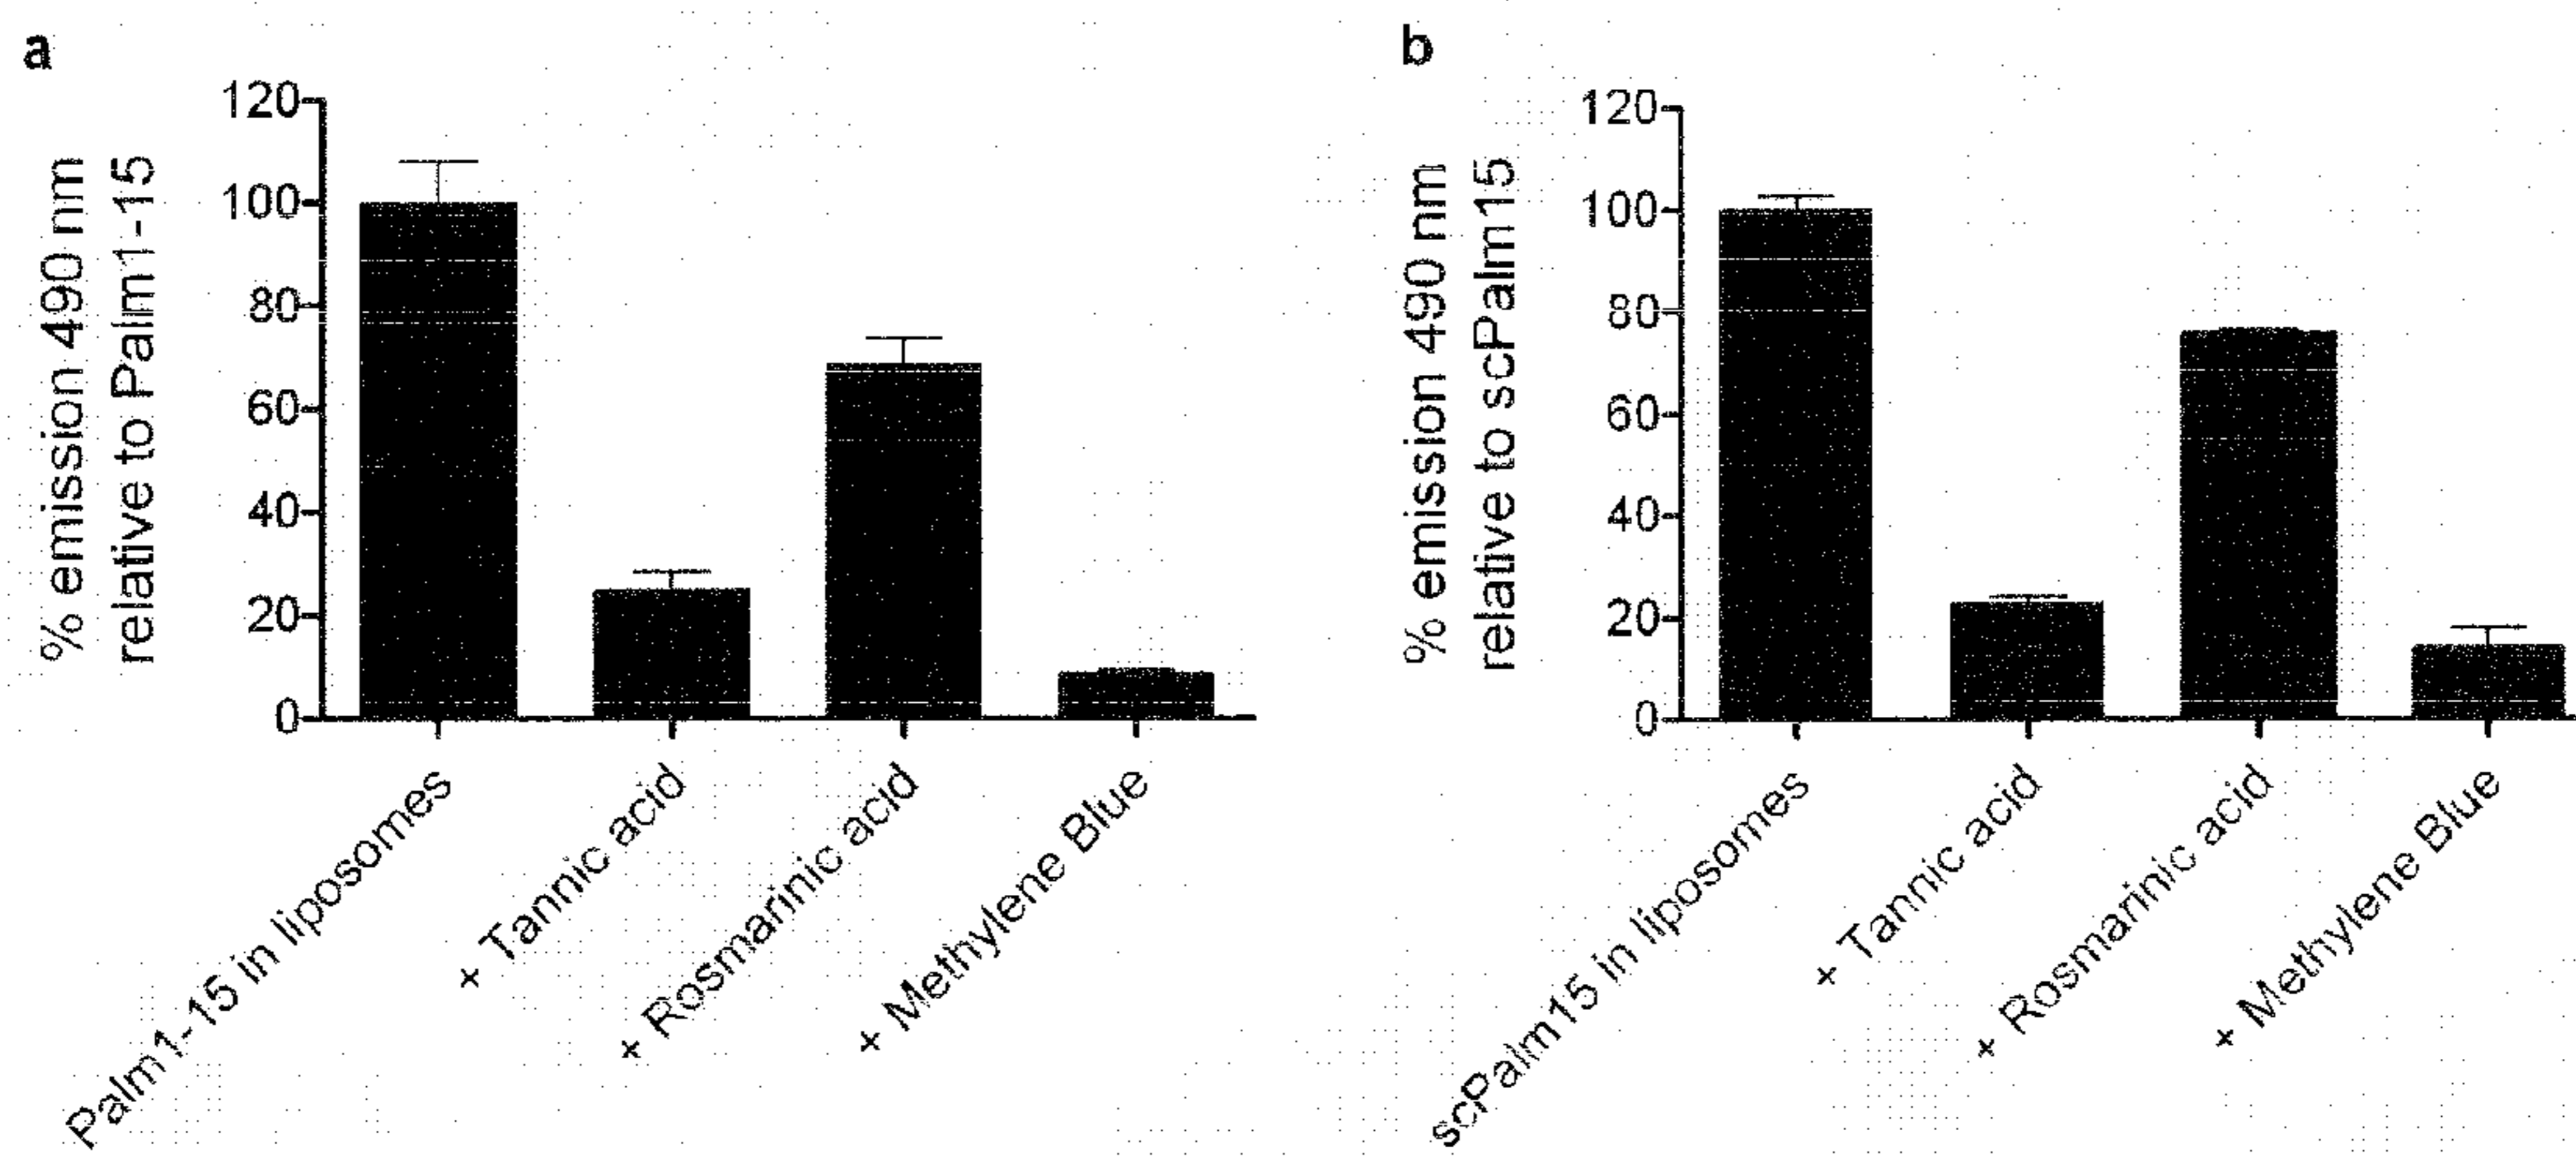 a
120
100
80
60
40
20
0
% emission 490 nm
relative to Palm1-15
Palm1-15 in liposomes
+ Tannic acid
+ Rosmarinic acid
+ Methylene Blue
b
120
100
80
60
40
20
0
% emission 490 nm
relative to scPalm15
scPalm15 in liposomes
+ Tannic acid
+ Rosmarinic acid
+ Methylene Blue